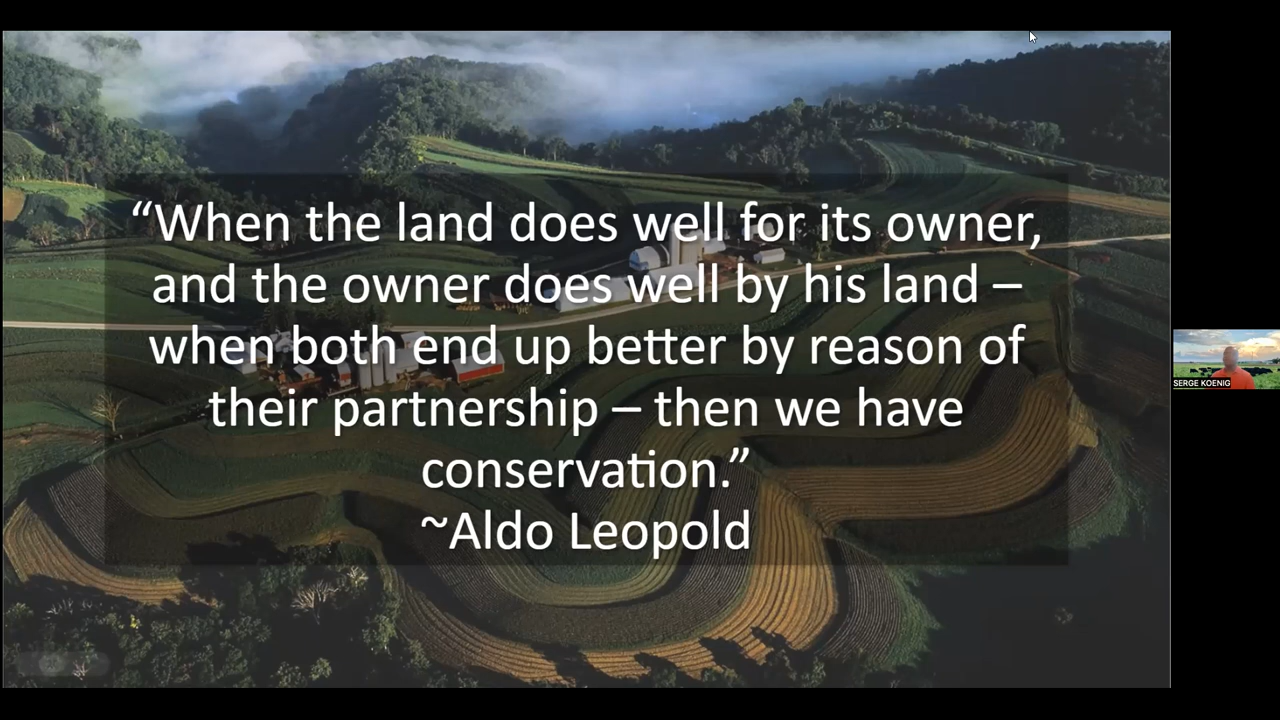 “When the land does well for its owner,
and the owner does well by his land –
when both end up better by reason of
their partnership – then we have
conservation.”
~Aldo Leopold
SERGE KOENIG